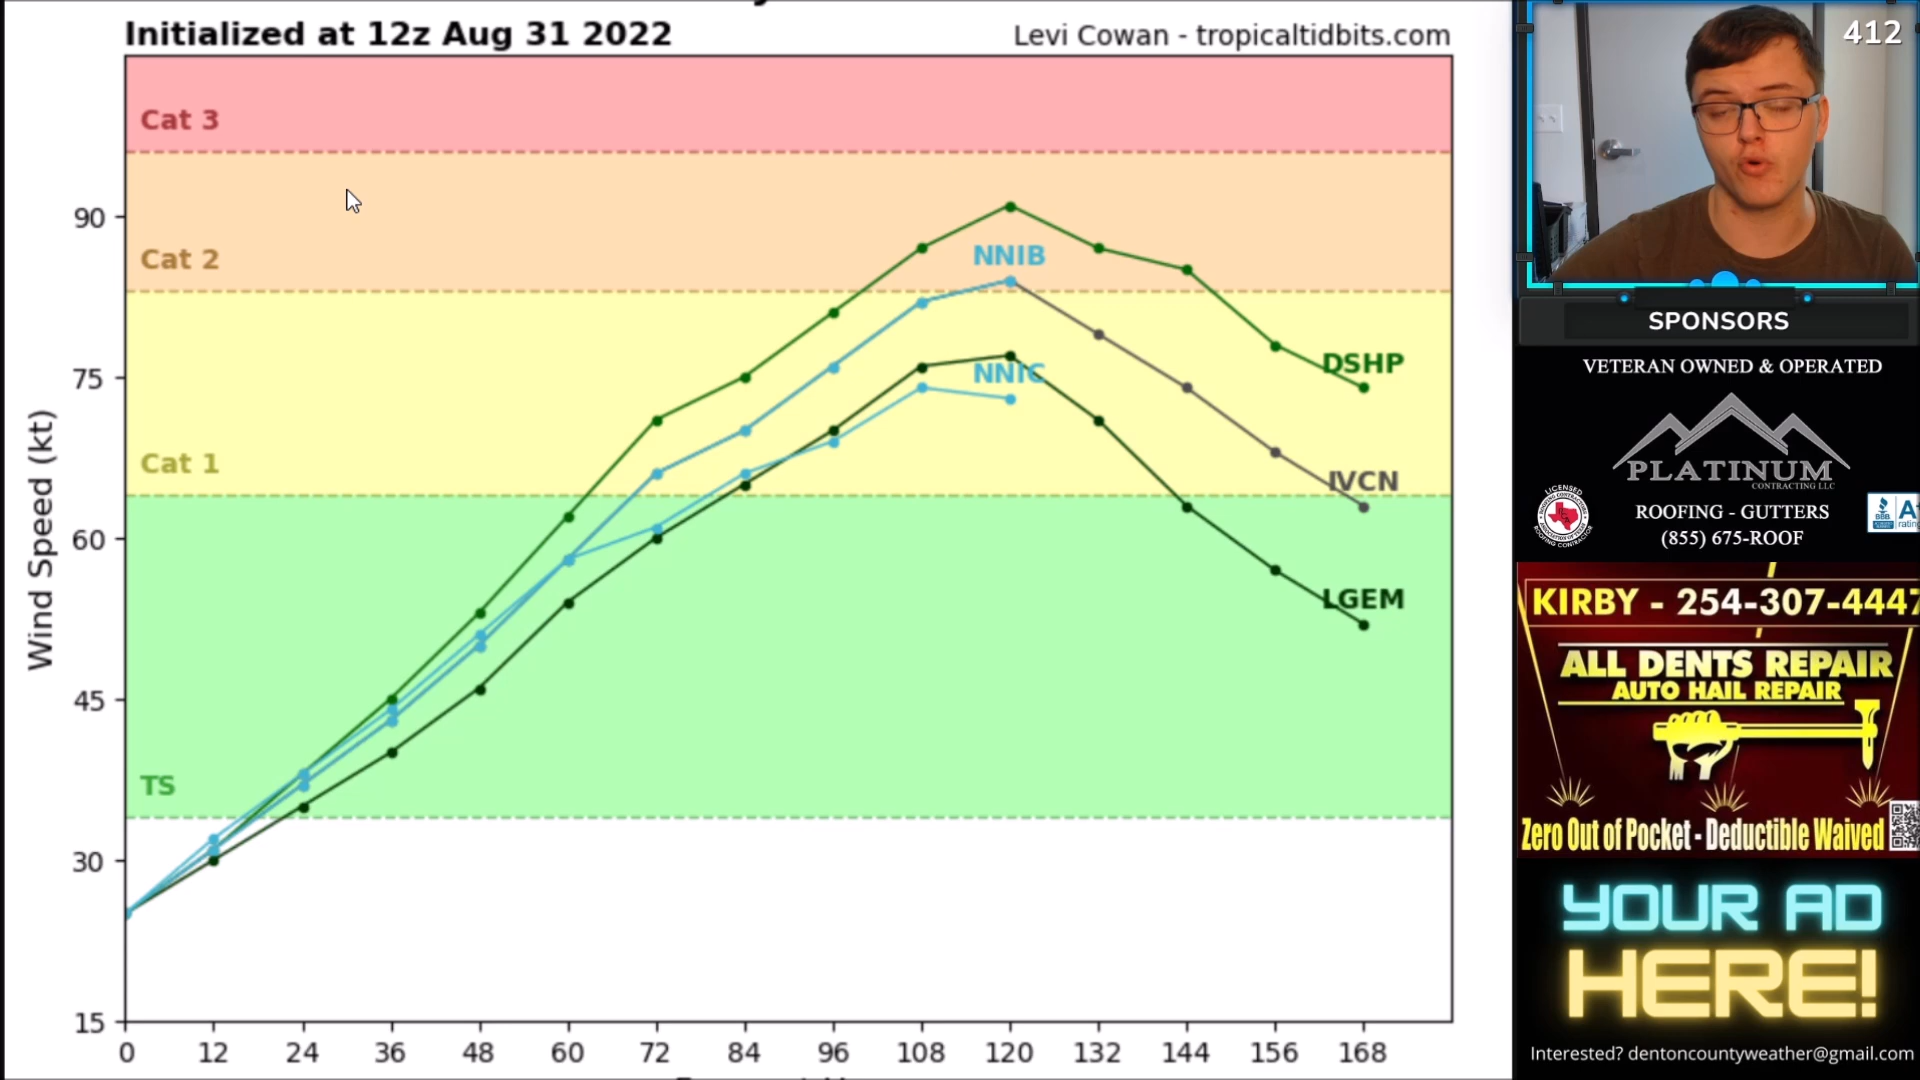 Initialized at 12z Aug 31 2022
Levi Cowan - tropicaltidbits.com
Cat 3
Cat 2
Cat 1
TS
NNIB
NNIC
DSHP
IVCN
LGEM
Wind Speed (kt)
90
75
60
45
30
15
0 12 24 36 48 60 72 84 96 108 120 132 144 156 168
412
SPONSORS
VETERAN OWNED & OPERATED
PLATINUM
CONTRACTING LLC
LICENSED
ROOFING - GUTTERS
(855) 675-ROOF
BBB
A+
rating
KIRBY - 254-307-4447
ALL DENTS REPAIR
AUTO HAIL REPAIR
Zero Out of Pocket - Deductible Waived
YOUR AD
HERE!
Interested? dentoncountyweather@gmail.com